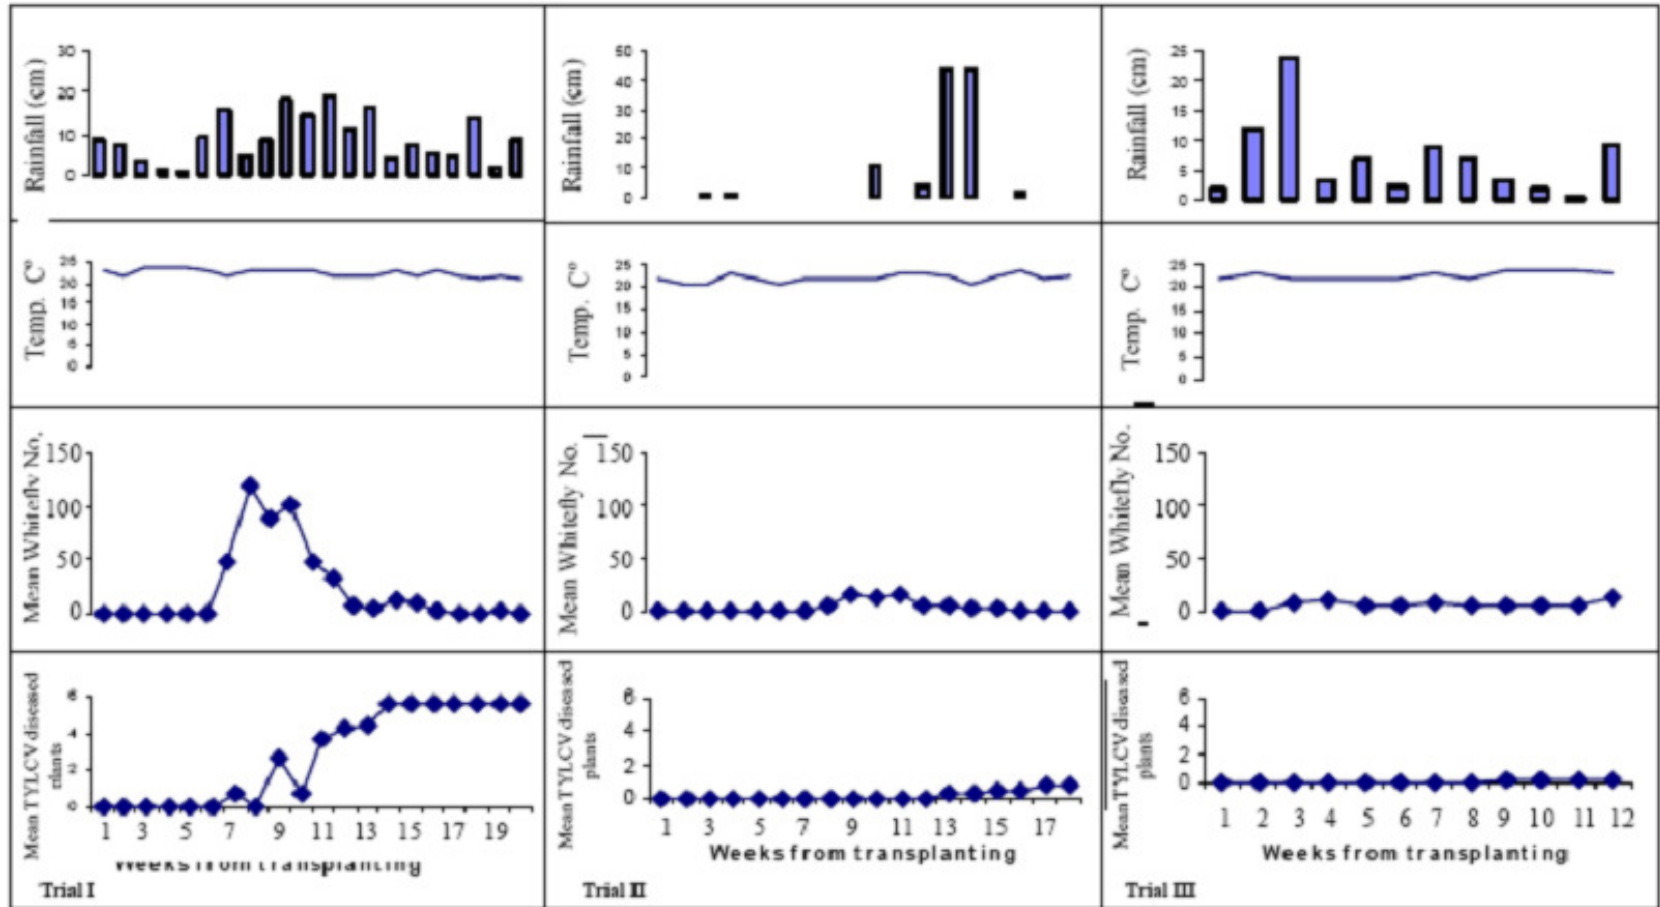 Rainfall (cm)
30
20
10
0
Rainfall (cm)
50
40
30
50
10
0
Rainfall (cm)
25
20
15
10
5
0
Temp. C°
25
20
15
10
5
0
Temp. C°
25
20
15
10
5
0
Temp. C°
25
20
15
10
5
0
Mean Whitefly No.
150
100
50
0
Mean Whitefly No.
150
100
50
0
Mean Whitefly No.
150
100
50
0
Mean TYLCV diseased
plants
6
4
2
0
1 3 5 7 9 11 13 15 17 19
Weeks from transplanting
Trial I
Mean TYLCV diseased
plants
6
4
2
0
1 3 5 7 9 11 13 15 17
Weeks from transplanting
Trial II
Mean TYLCV diseased
plants
6
4
2
0
1 2 3 4 5 6 7 8 9 10 11 12
Weeks from transplanting
Trial III